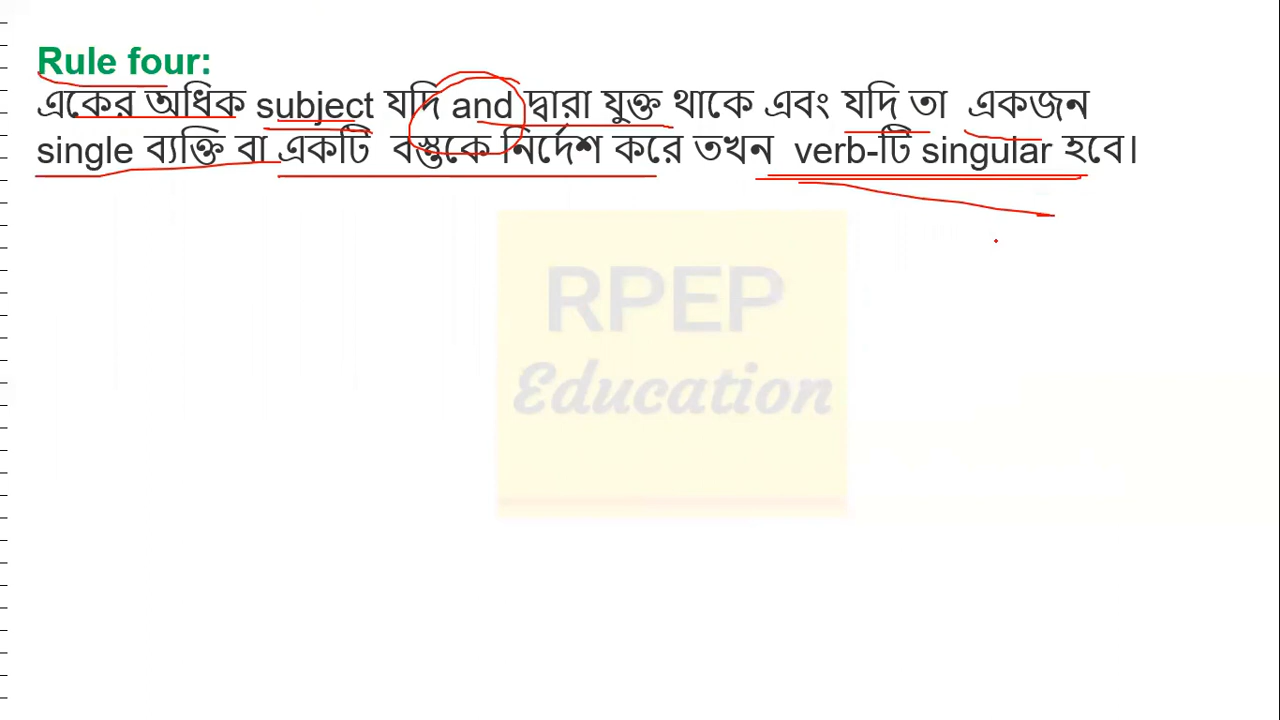 Rule four:
একের অধিক subject যদি and দ্বারা যুক্ত থাকে এবং যদি তা একজন
single ব্যক্তি বা একটি বস্তুকে নির্দেশ করে তখন verb-টি singular হবে।
RPEP
Education